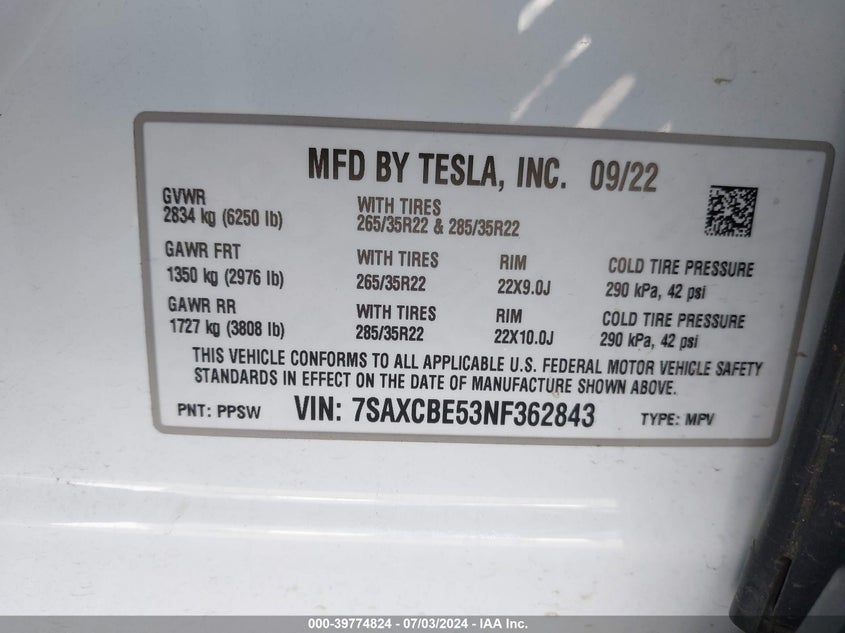 MFD BY TESLA, INC. 09/22
GVWR
2834 kg (6250 lb)
WITH TIRES
265/35R22 & 285/35R22
GAWR FRT
1350 kg (2976 lb)
WITH TIRES
265/35R22
RIM
22X9.0J
COLD TIRE PRESSURE
290 kPa, 42 psi
GAWR RR
1727 kg (3808 lb)
WITH TIRES
285/35R22
RIM
22X10.0J
COLD TIRE PRESSURE
290 kPa, 42 psi
THIS VEHICLE CONFORMS TO ALL APPLICABLE U.S. FEDERAL MOTOR VEHICLE SAFETY
STANDARDS IN EFFECT ON THE DATE OF MANUFACTURE SHOWN ABOVE.
PNT: PPSW VIN: 7SAXCBE53NF362843 TYPE: MPV
000-39774824 - 07/03/2024 - IAA Inc.